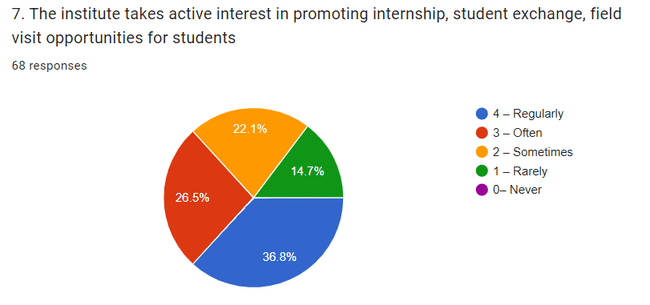 7. The institute takes active interest in promoting internship, student exchange, field
visit opportunities for students
68 responses
22.1%
14.7%
26.5%
36.8%
4 – Regularly
3 – Often
2 – Sometimes
1 – Rarely
0– Never